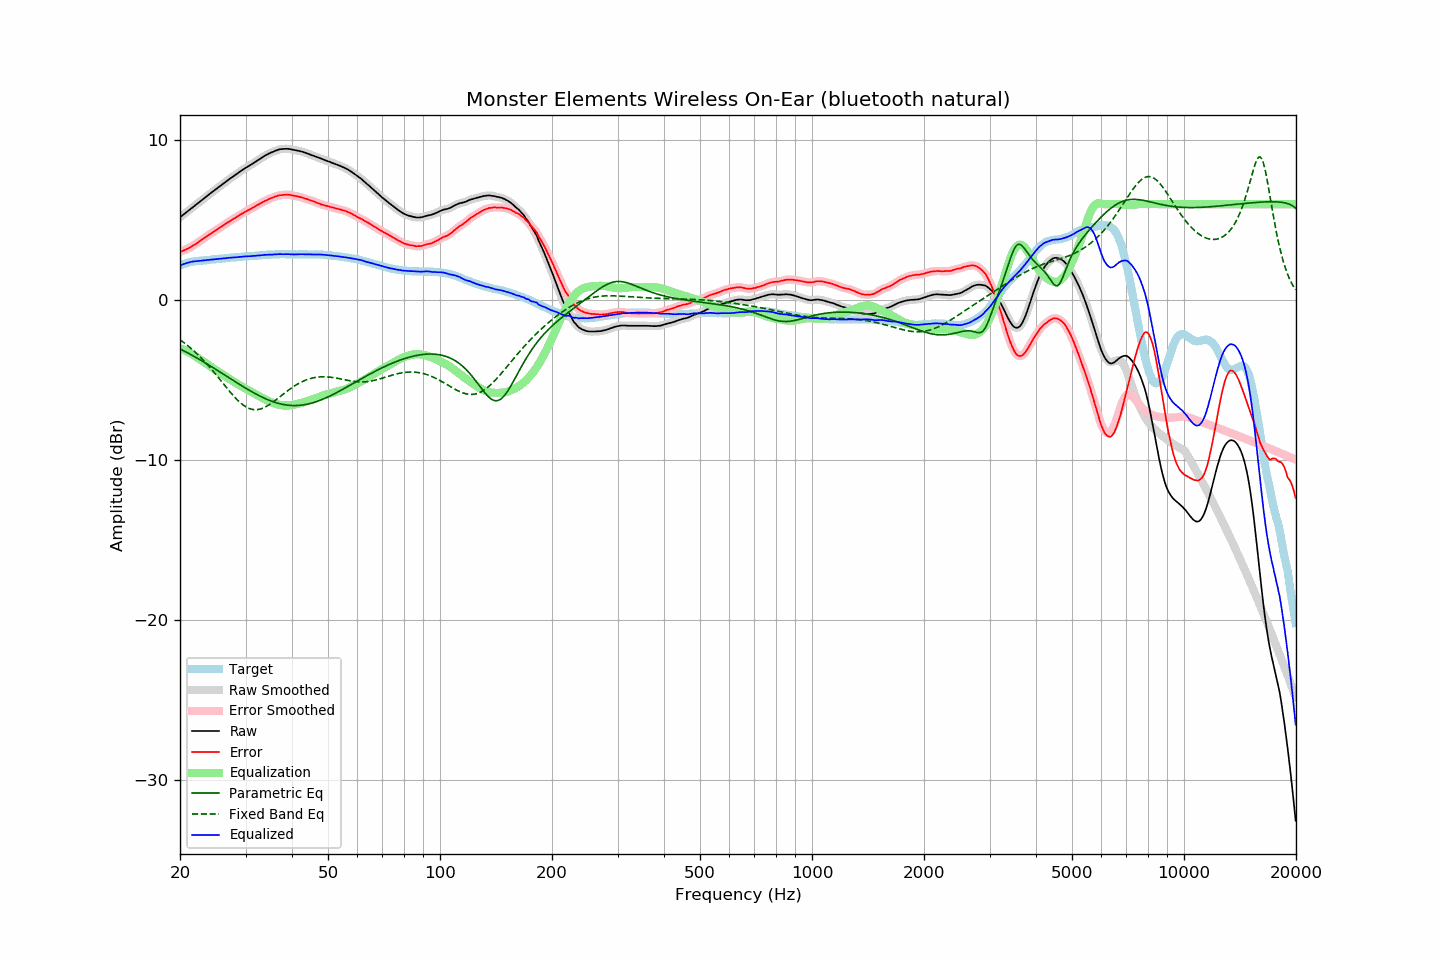 Monster Elements Wireless On-Ear (bluetooth natural)
10
0
−10
−20
−30
Amplitude (dBr)
Target
Raw Smoothed
Error Smoothed
Raw
Error
Equalization
Parametric Eq
Fixed Band Eq
Equalized
20 50 100 200 500 1000 2000 5000 10000 20000
Frequency (Hz)